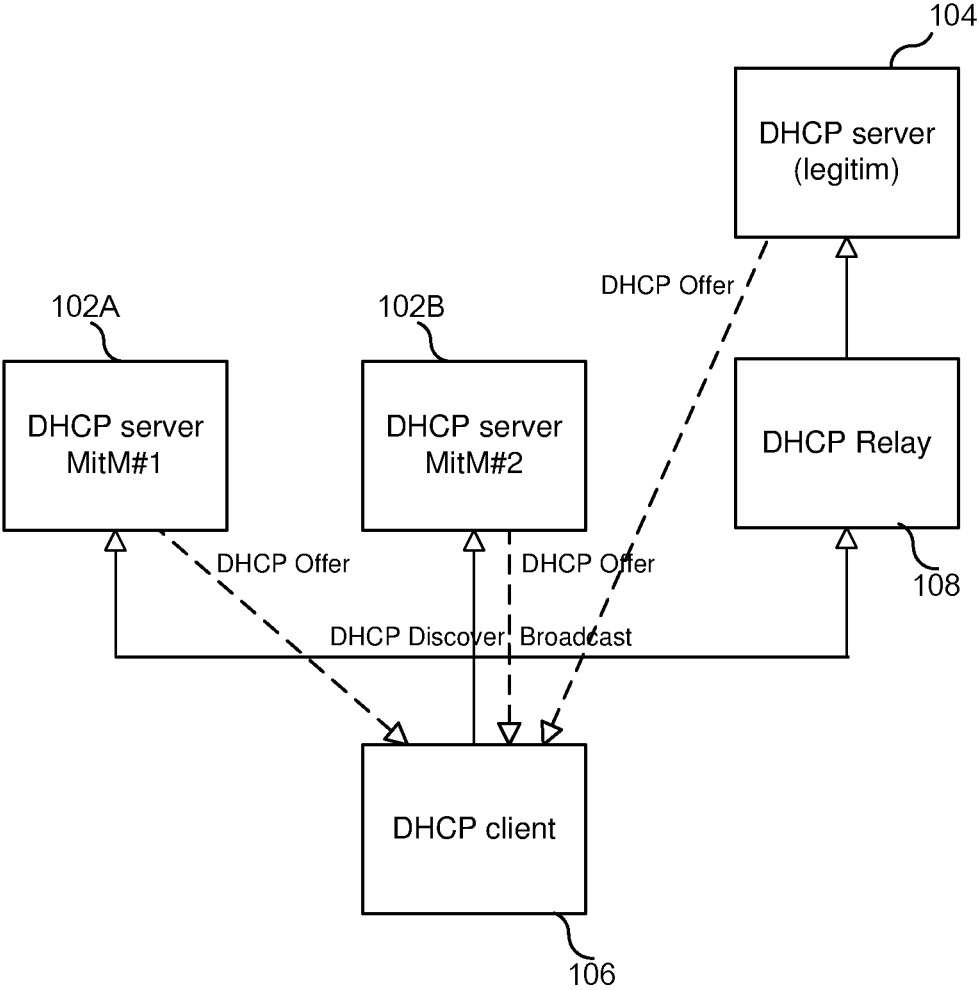 104
DHCP server
(legitim)
DHCP Offer
102A
102B
DHCP server
MitM#1
DHCP server
MitM#2
DHCP Relay
DHCP Offer
DHCP Offer
108
DHCP Discover Broadcast
DHCP client
106